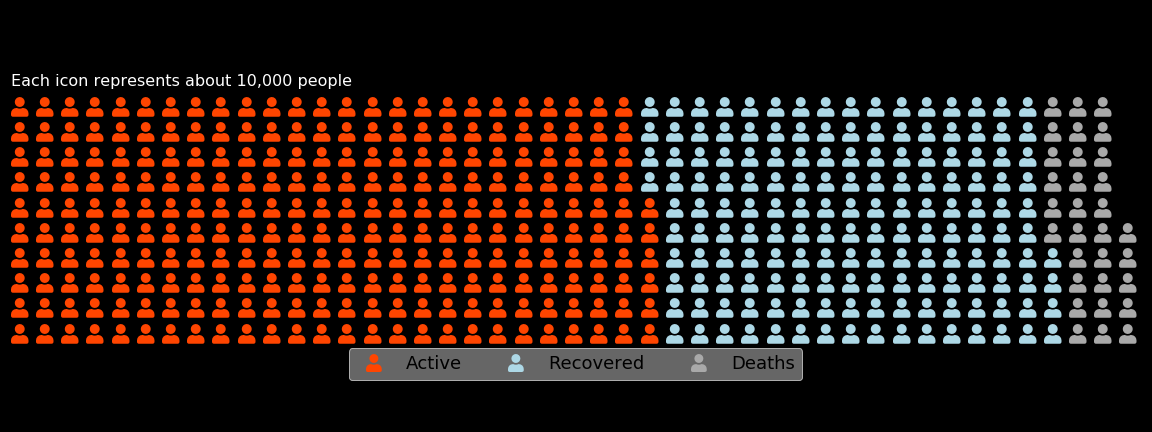 Each icon represents about 10,000 people
Active Recovered Deaths